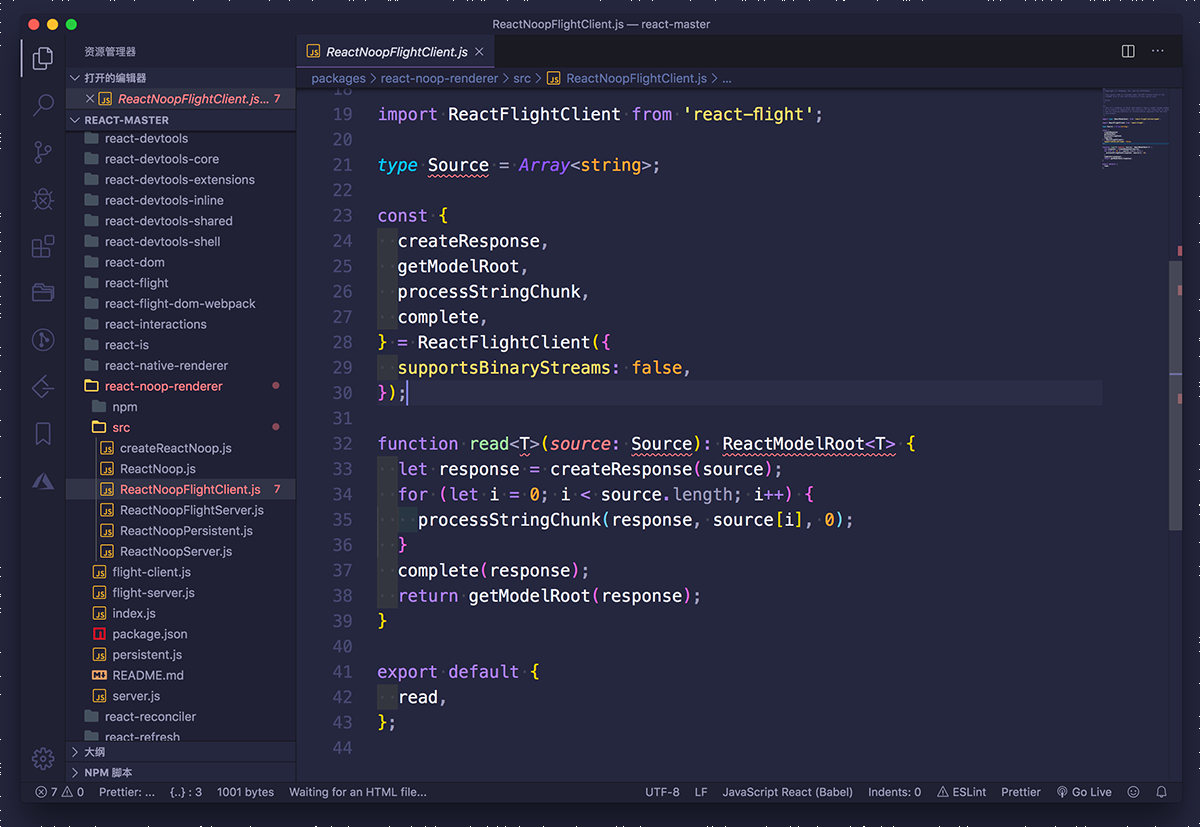 ReactNoopFlightClient.js — react-master
资源管理器
打开的编辑器
ReactNoopFlightClient.js... 7
REACT-MASTER
react-devtools
react-devtools-core
react-devtools-extensions
react-devtools-inline
react-devtools-shared
react-devtools-shell
react-dom
react-flight
react-flight-dom-webpack
react-interactions
react-is
react-native-renderer
react-noop-renderer
npm
src
createReactNoop.js
ReactNoop.js
ReactNoopFlightClient.js 7
ReactNoopFlightServer.js
ReactNoopPersistent.js
ReactNoopServer.js
flight-client.js
flight-server.js
index.js
package.json
persistent.js
README.md
server.js
react-reconciler
react-refresh
大纲
NPM 脚本
ReactNoopFlightClient.js
packages > react-noop-renderer > src > ReactNoopFlightClient.js > ...
18
19 import ReactFlightClient from 'react-flight';
20
21 type Source = Array<string>;
22
23 const {
24 createResponse,
25 getModelRoot,
26 processStringChunk,
27 complete,
28 } = ReactFlightClient({
29 supportsBinaryStreams: false,
30 });
31
32 function read<T>(source: Source): ReactModelRoot<T> {
33 let response = createResponse(source);
34 for (let i = 0; i < source.length; i++) {
35 processStringChunk(response, source[i], 0);
36 }
37 complete(response);
38 return getModelRoot(response);
39 }
40
41 export default {
42 read,
43 };
44
7 0 Prettier: ... {..} : 3 1001 bytes Waiting for an HTML file... UTF-8 LF JavaScript React (Babel) Indents: 0 ESLint Prettier Go Live